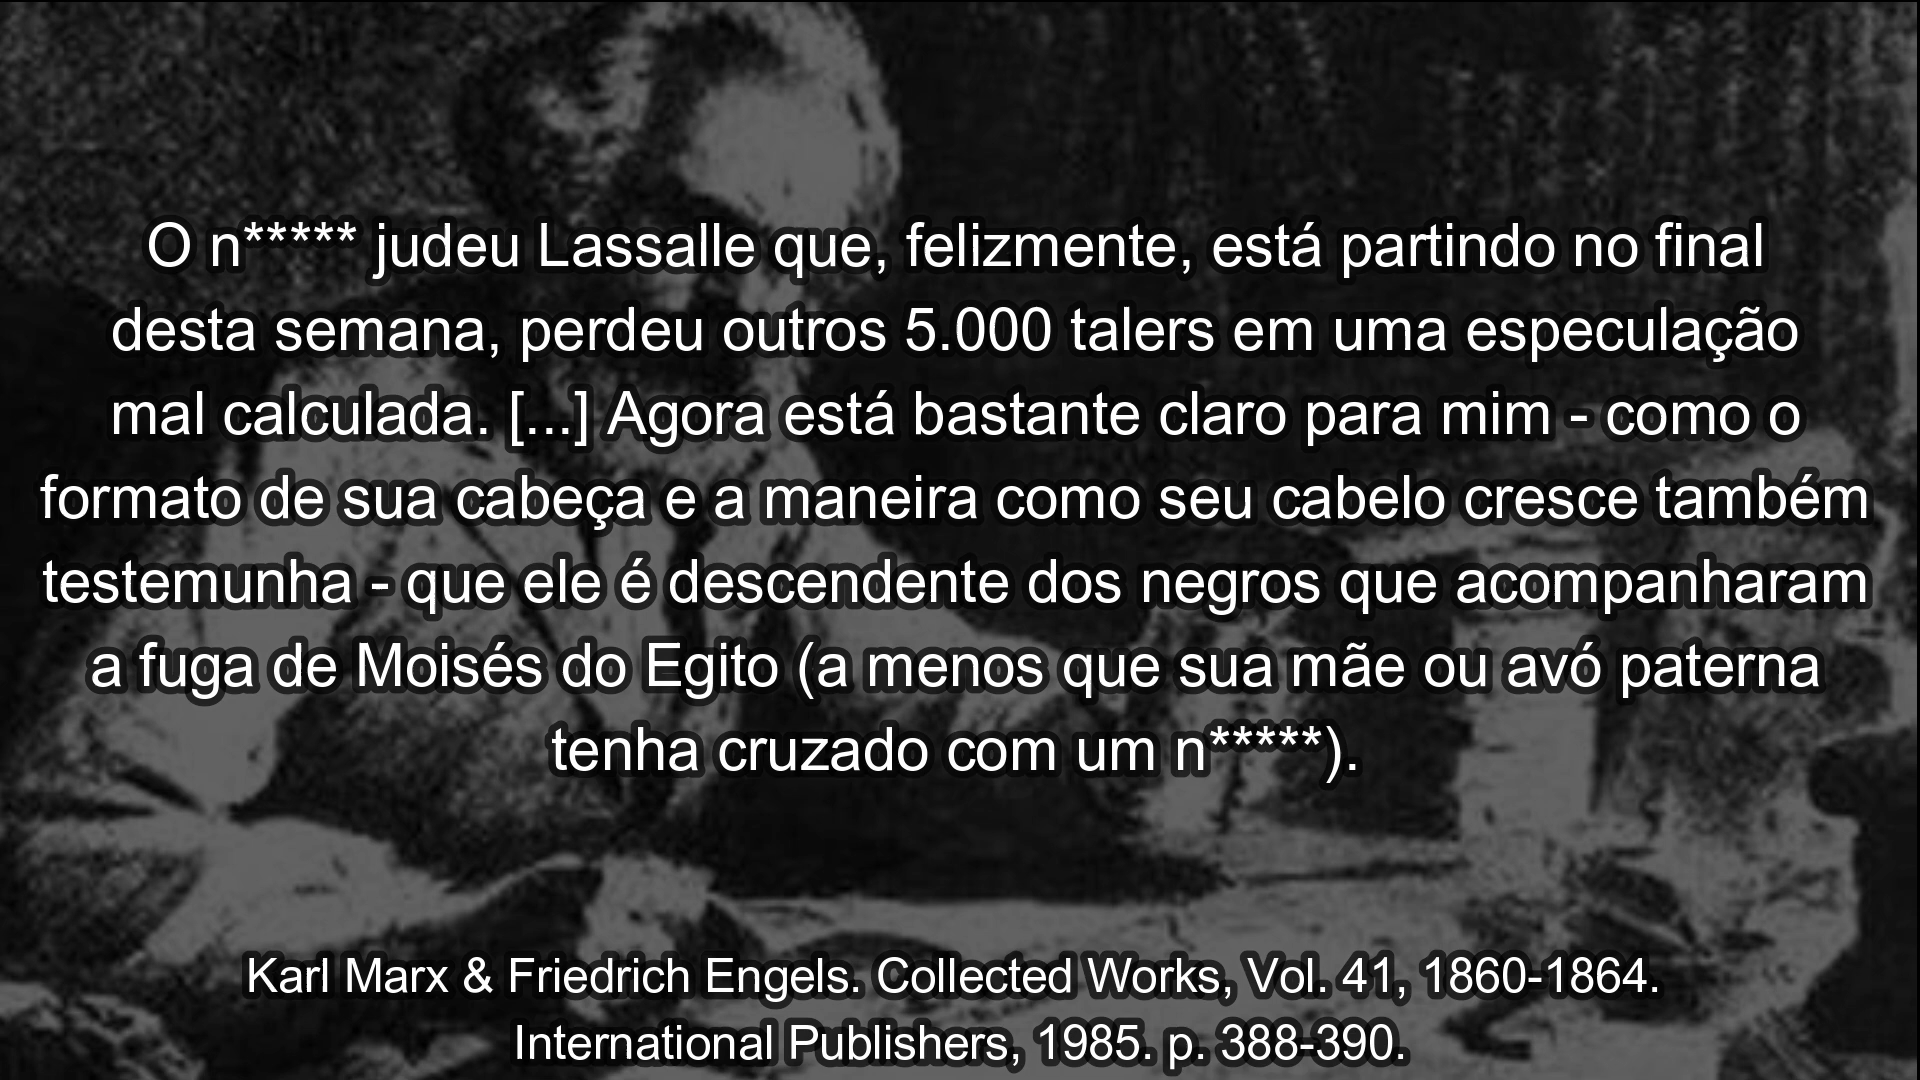 O n***** judeu Lassalle que, felizmente, está partindo no final
desta semana, perdeu outros 5.000 talers em uma especulação
mal calculada. [...] Agora está bastante claro para mim - como o
formato de sua cabeça e a maneira como seu cabelo cresce também
testemunha - que ele é descendente dos negros que acompanharam
a fuga de Moisés do Egito (a menos que sua mãe ou avó paterna
tenha cruzado com um n*****).
Karl Marx & Friedrich Engels. Collected Works, Vol. 41, 1860-1864.
International Publishers, 1985. p. 388-390.